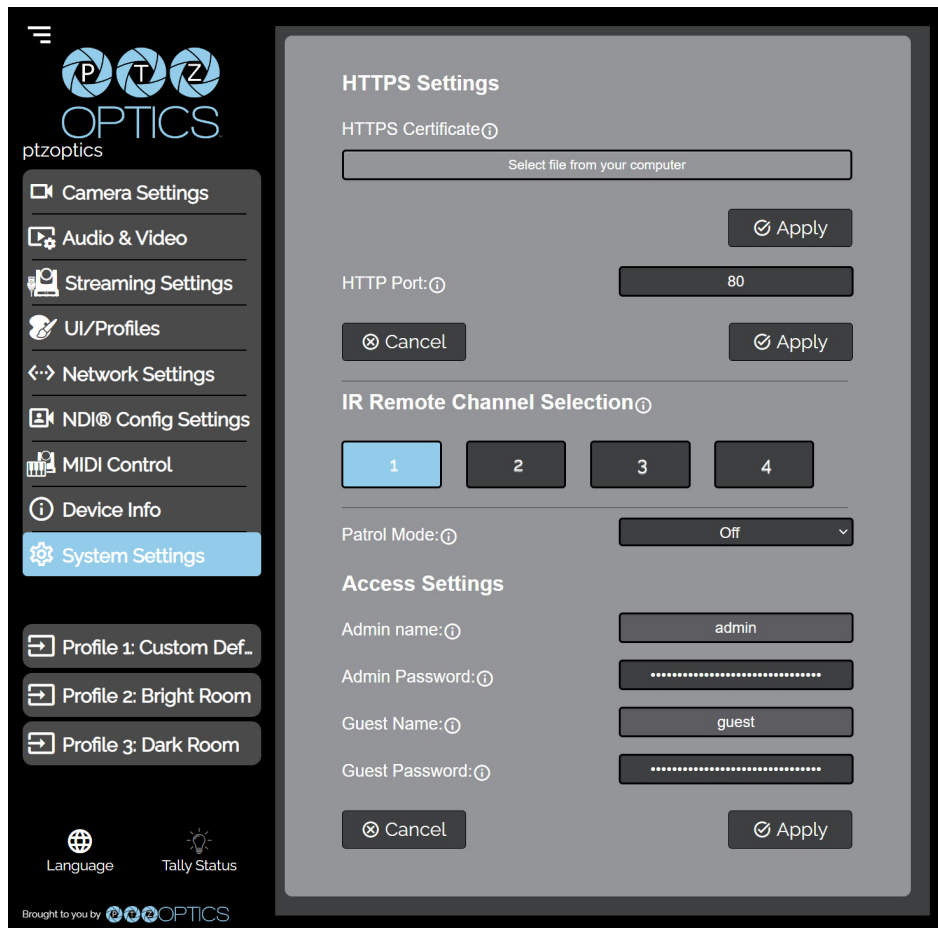 PTZ
OPTICS
ptzoptics
Camera Settings
Audio & Video
Streaming Settings
UI/Profiles
Network Settings
NDI® Config Settings
MIDI Control
Device Info
System Settings
Profile 1: Custom Def...
Profile 2: Bright Room
Profile 3: Dark Room
Language
Tally Status
Brought to you by PTZOPTICS
HTTPS Settings
HTTPS Certificate
Select file from your computer
Apply
HTTP Port: 80
Cancel Apply
IR Remote Channel Selection
1 2 3 4
Patrol Mode: Off
Access Settings
Admin name: admin
Admin Password: ••••••••••••••••••••••••••••••••
Guest Name: guest
Guest Password: ••••••••••••••••••••••••••••••••
Cancel Apply